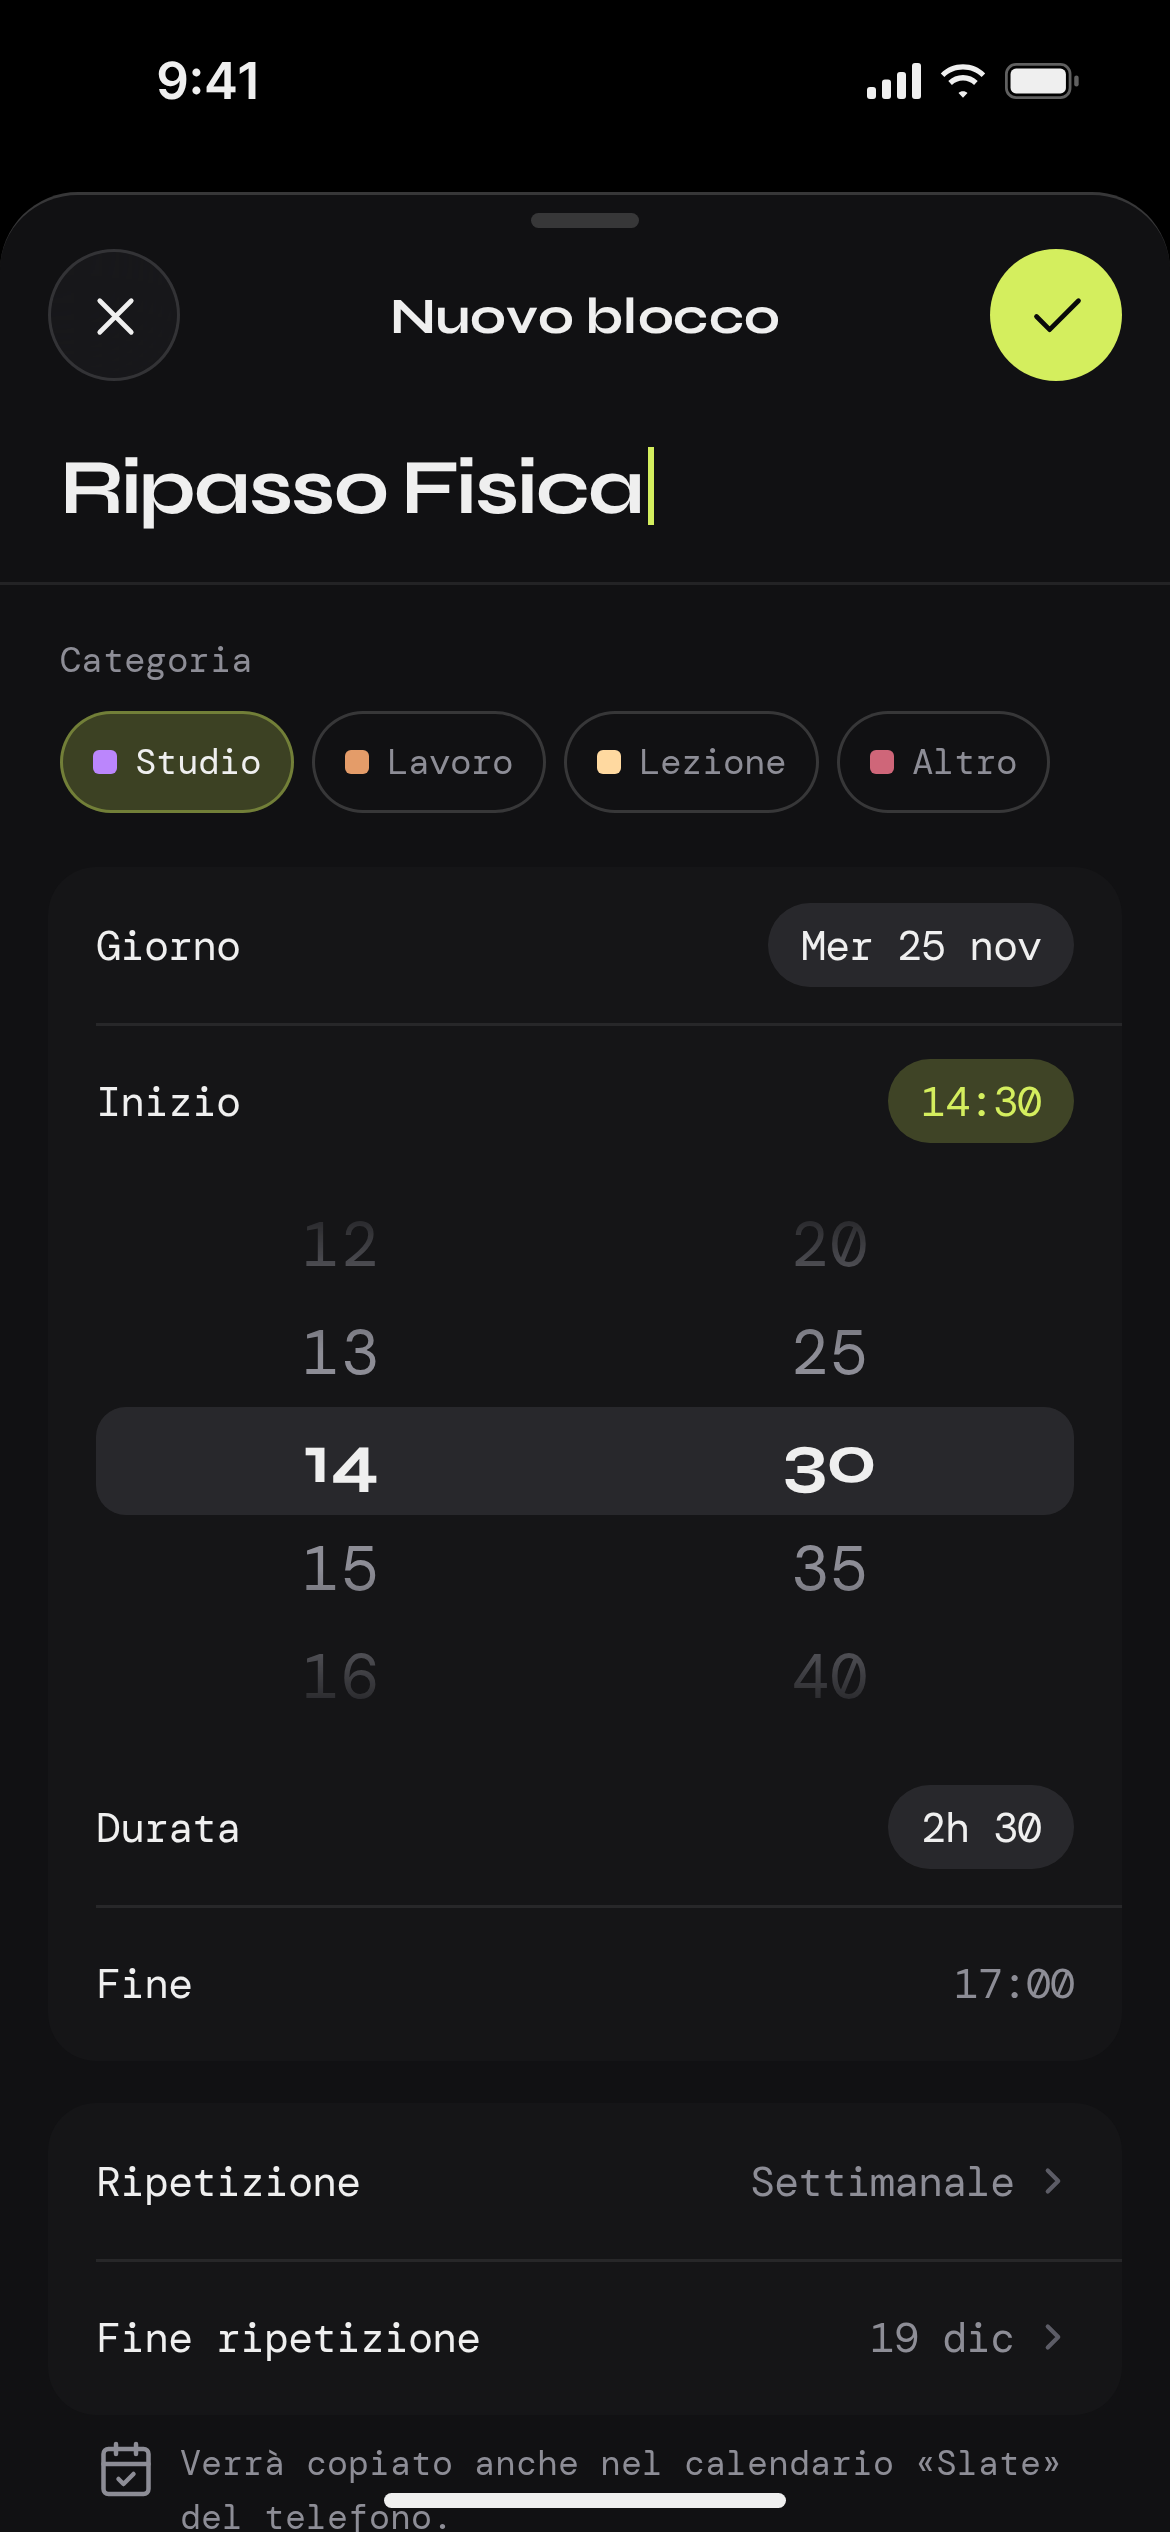 9:41
Nuovo blocco
Ripasso Fisica
Categoria
Studio Lavoro Lezione Altro
Giorno Mer 25 nov
Inizio 14:30
12 20
13 25
14 30
15 35
16 40
Durata 2h 30
Fine 17:00
Ripetizione Settimanale
Fine ripetizione 19 dic
Verrà copiato anche nel calendario «Slate»
del telefono.